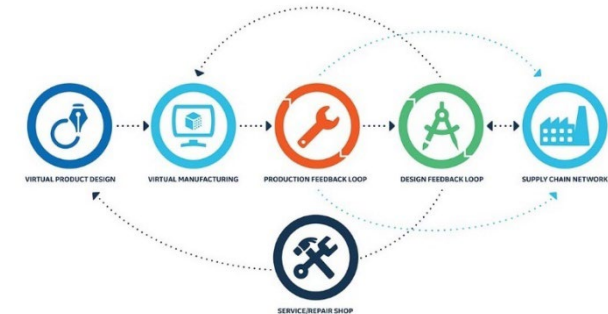 VIRTUAL PRODUCT DESIGN
VIRTUAL MANUFACTURING
PRODUCTION FEEDBACK LOOP
DESIGN FEEDBACK LOOP
SUPPLY CHAIN NETWORK
SERVICE/REPAIR SHOP